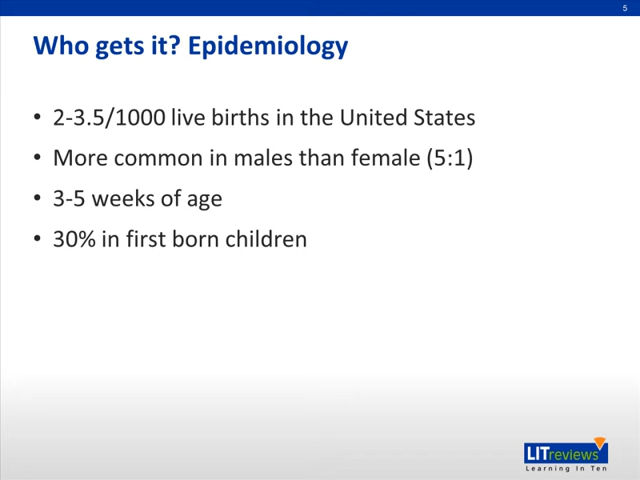 5
Who gets it? Epidemiology
• 2-3.5/1000 live births in the United States
• More common in males than female (5:1)
• 3-5 weeks of age
• 30% in first born children
LITreviews
Learning In Ten